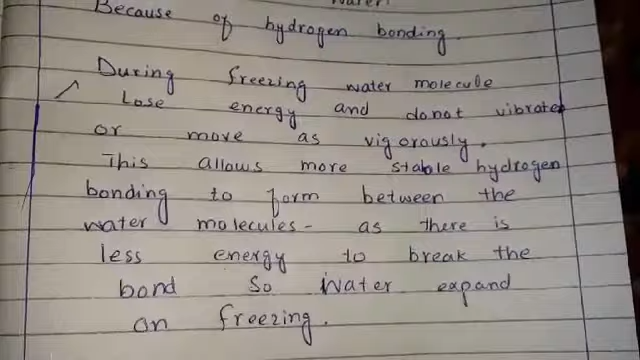 water.
Because of hydrogen bonding.
During freezing water molecule
Lose energy and donot vibrate
or move as vigorously.
This allows more stable hydrogen
bonding to form between the
water molecules- as there is
less energy to break the
bond so water expand
on freezing.